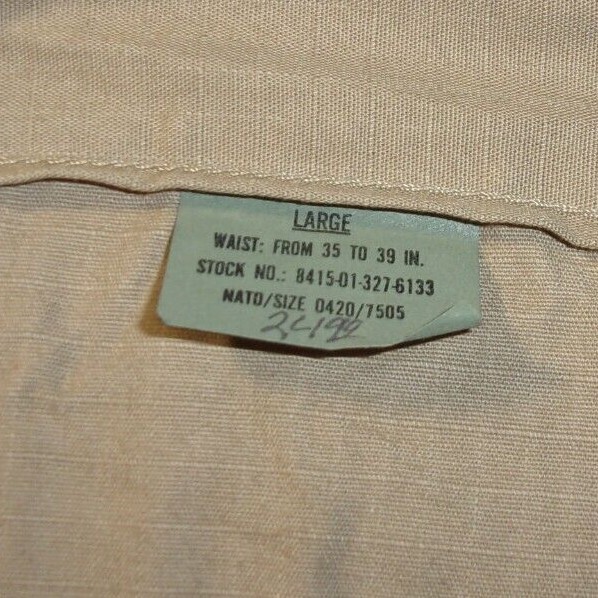 LARGE
WAIST: FROM 35 TO 39 IN.
STOCK NO.: 8415-01-327-6133
NATO/SIZE 0420/7505